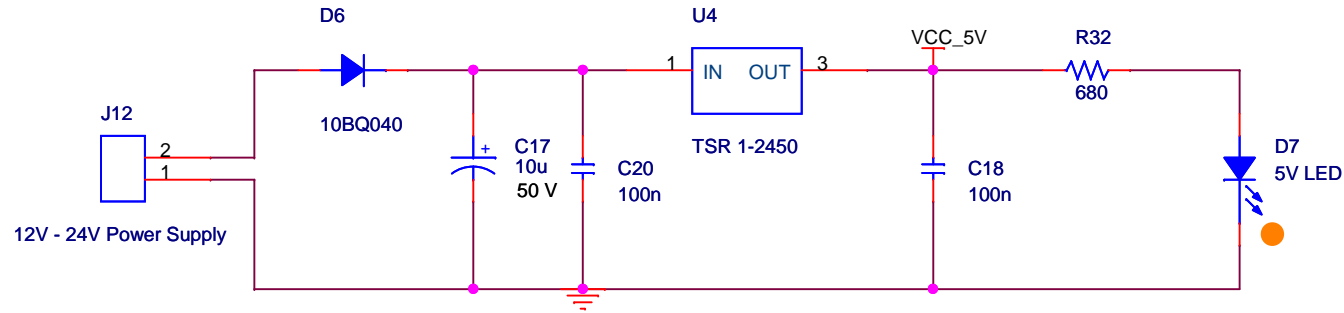 D6
U4
VCC_5V
R32
1
IN OUT
3
680
J12
10BQ040
2
1
C17
10u
50 V
+
C20
100n
TSR 1-2450
C18
100n
D7
5V LED
12V - 24V Power Supply